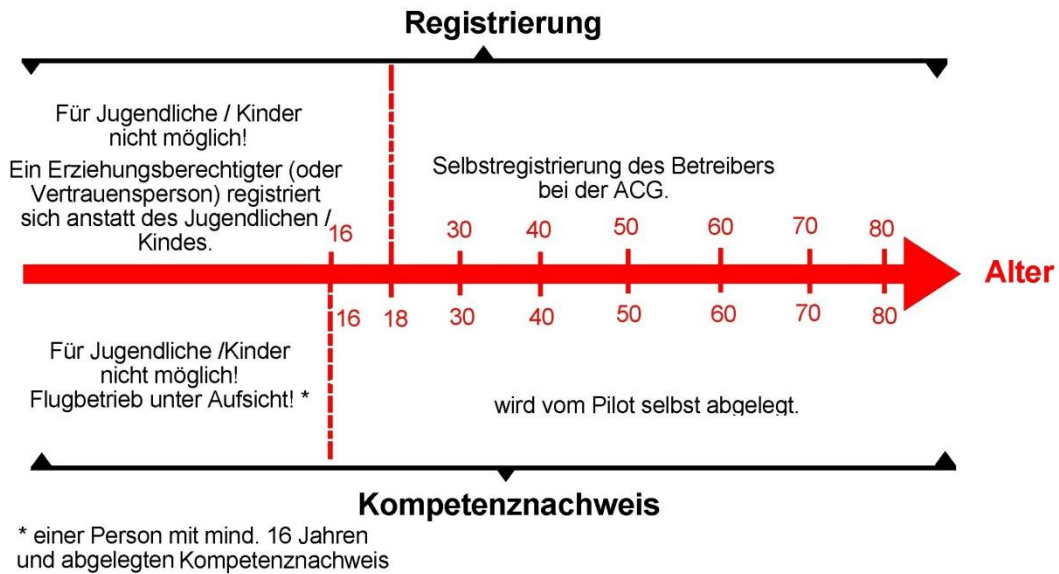 Registrierung
Für Jugendliche / Kinder
nicht möglich!
Ein Erziehungsberechtigter (oder
Vertrauensperson) registriert
sich anstatt des Jugendlichen /
Kindes.
Selbstregistrierung des Betreibers
bei der ACG.
16 30 40 50 60 70 80
Alter
16 18 30 40 50 60 70 80
Für Jugendliche /Kinder
nicht möglich!
Flugbetrieb unter Aufsicht! *
wird vom Pilot selbst abgelegt.
Kompetenznachweis
* einer Person mit mind. 16 Jahren
und abgelegten Kompetenznachweis